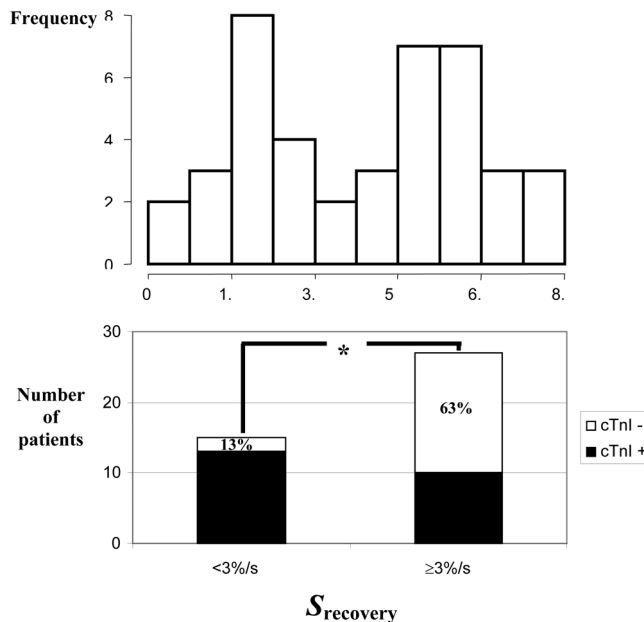 Frequency
8
6
4
2
0
0 1. 3. 5 6. 8.
30
20
10
0
Number
of
patients
*
13%
63%
cTnI -
cTnI +
<3%/s ≥3%/s
Srecovery